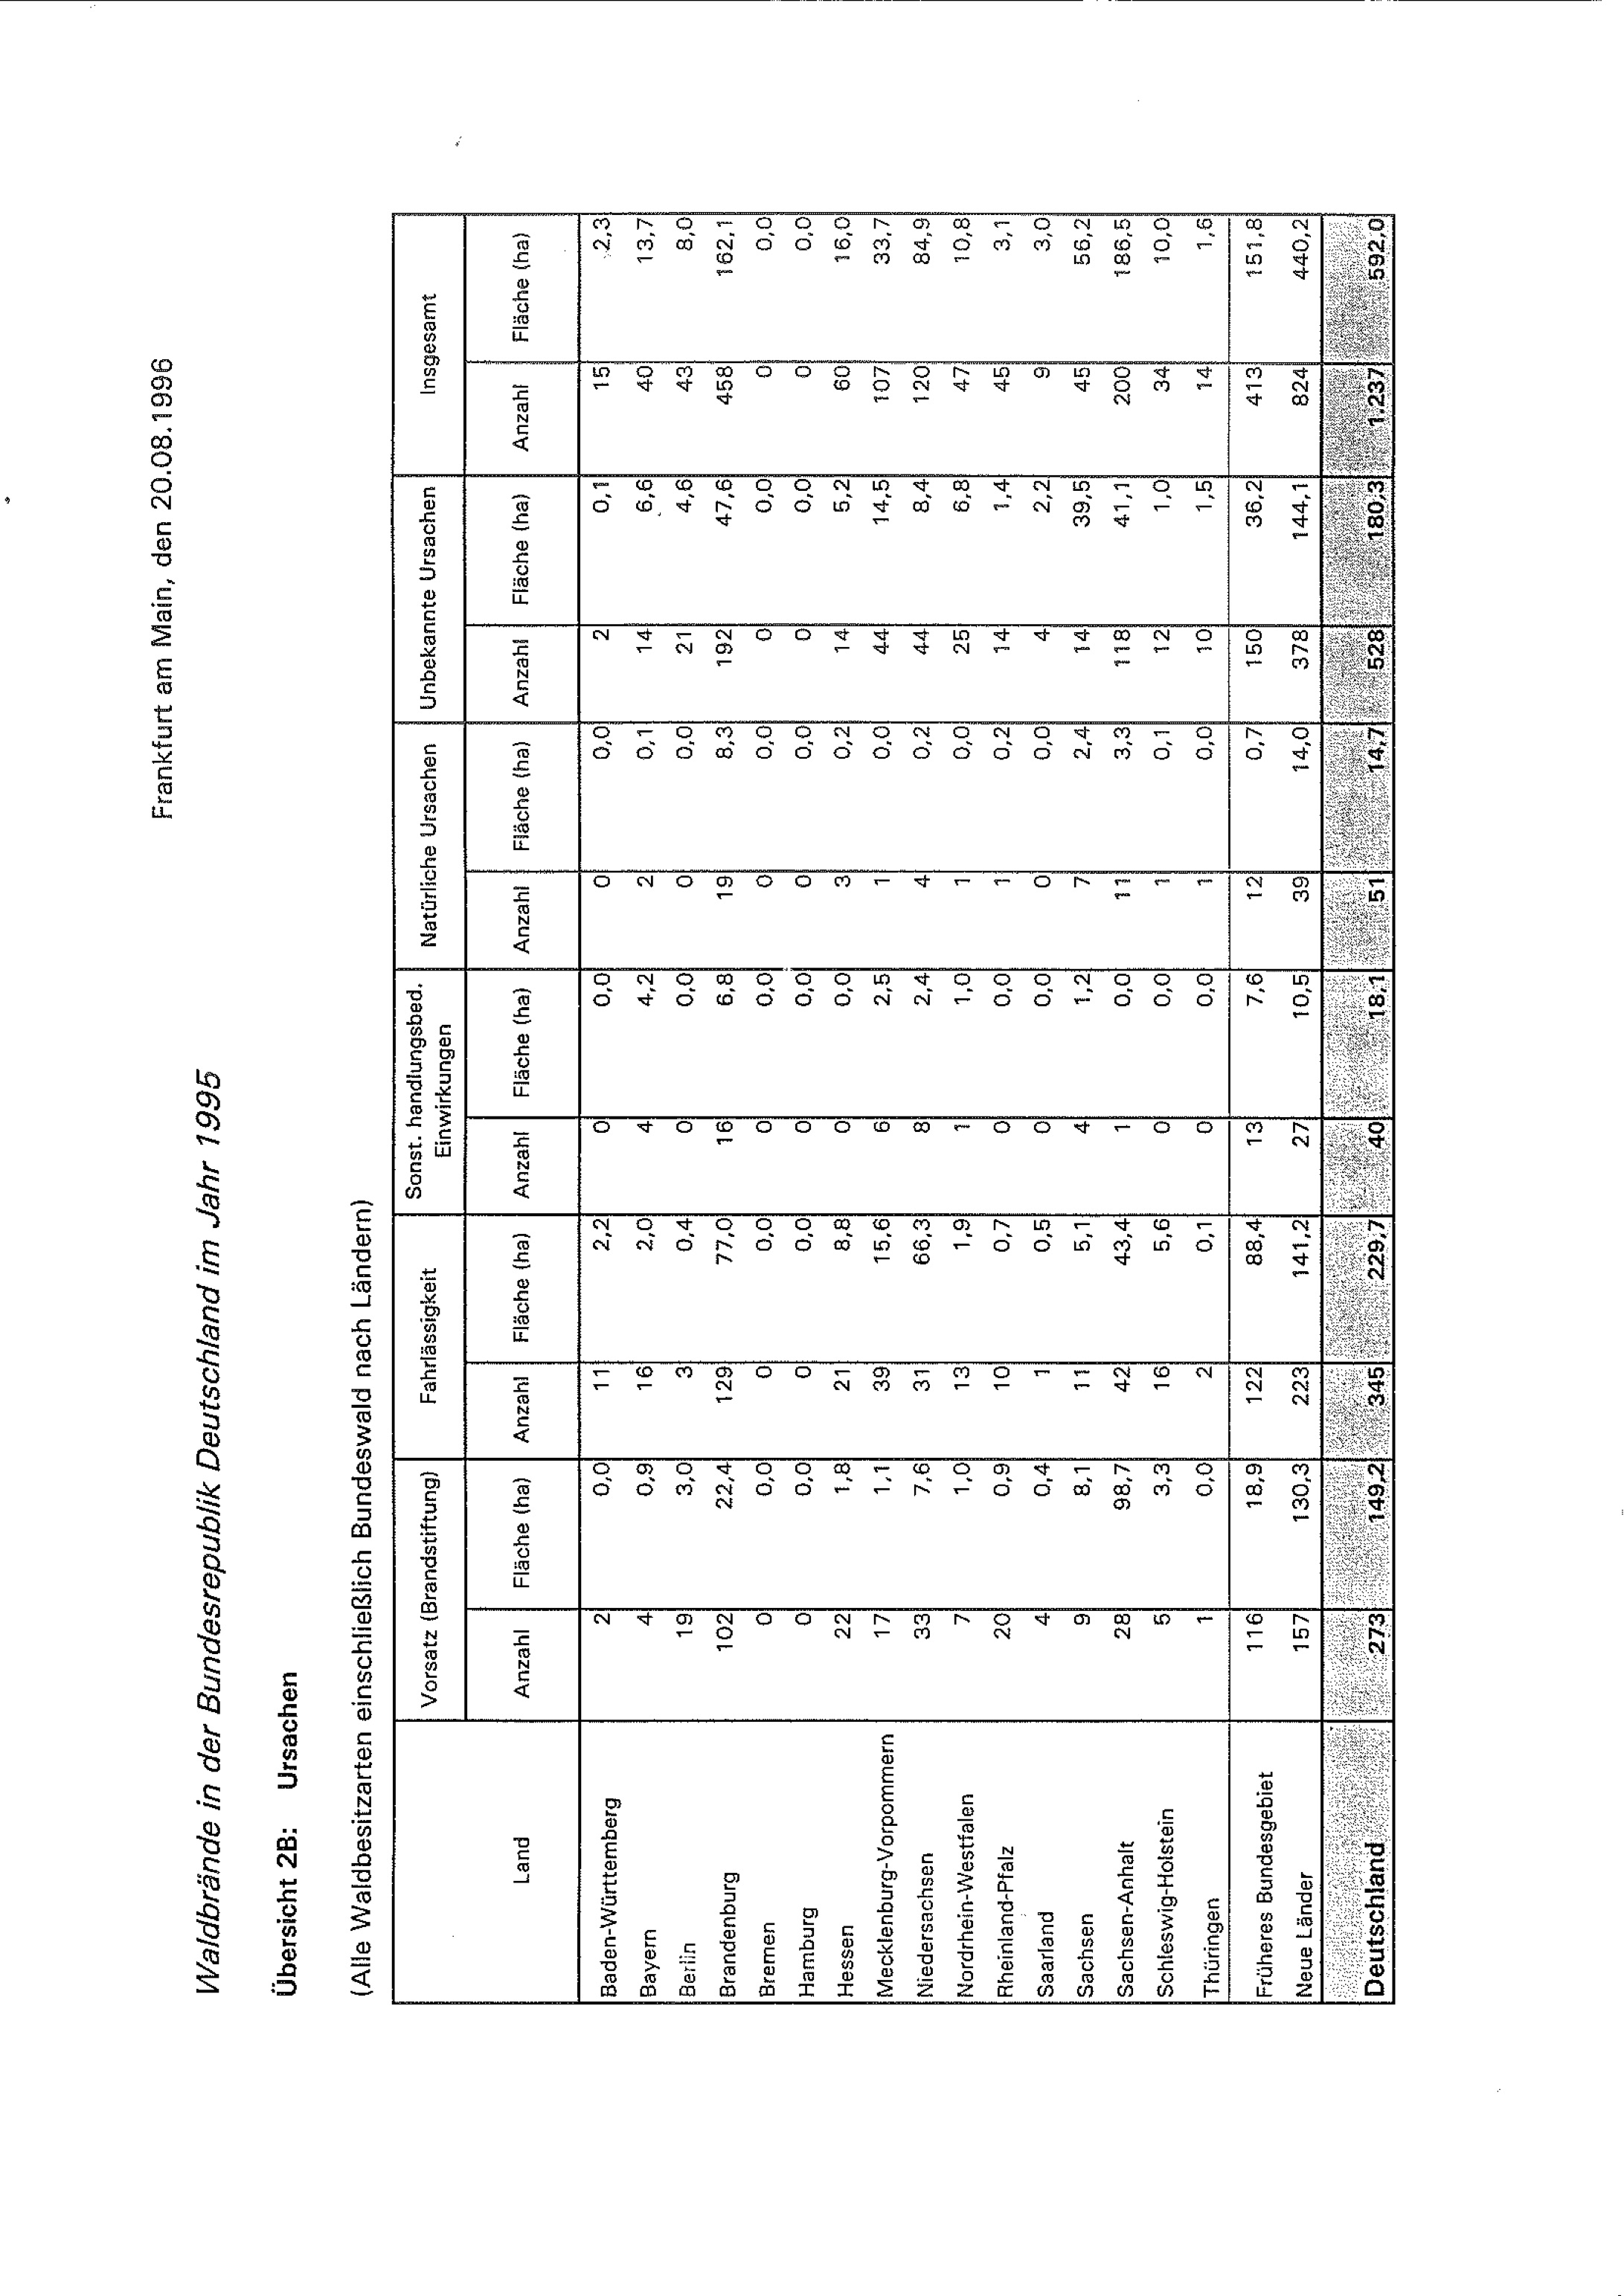 Frankfurt am Main, den 20.08.1996
Waldbrände in der Bundesrepublik Deutschland im Jahr 1995
Übersicht 2B: Ursachen
(Alle Waldbesitzarten einschließlich Bundeswald nach Ländern)
Land Vorsatz (Brandstiftung) Fahrlässigkeit Sonst. handlungsbed. Einwirkungen Natürliche Ursachen Unbekannte Ursachen Insgesamt
Anzahl Fläche (ha) Anzahl Fläche (ha) Anzahl Fläche (ha) Anzahl Fläche (ha) Anzahl Fläche (ha) Anzahl Fläche (ha)
Baden-Württemberg 2 0,0 11 2,2 0 0,0 0 0,0 2 0,1 15 2,3
Bayern 4 0,9 16 2,0 4 4,2 2 0,1 14 6,6 40 13,7
Berlin 19 3,0 3 0,4 0 0,0 0 0,0 21 4,6 43 8,0
Brandenburg 102 22,4 129 77,0 16 6,8 19 8,3 192 47,6 458 162,1
Bremen 0 0,0 0 0,0 0 0,0 0 0,0 0 0,0 0 0,0
Hamburg 0 0,0 0 0,0 0 0,0 0 0,0 0 0,0 0 0,0
Hessen 22 1,8 21 8,8 0 0,0 3 0,2 14 5,2 60 16,0
Mecklenburg-Vorpommern 17 1,1 39 15,6 6 2,5 1 0,0 44 14,5 107 33,7
Niedersachsen 33 7,6 31 66,3 8 2,4 4 0,2 44 8,4 120 84,9
Nordrhein-Westfalen 7 1,0 13 1,9 1 1,0 1 0,0 25 6,8 47 10,8
Rheinland-Pfalz 20 0,9 10 0,7 0 0,0 1 0,2 14 1,4 45 3,1
Saarland 4 0,4 1 0,5 0 0,0 0 0,0 4 2,2 9 3,0
Sachsen 9 8,1 11 5,1 4 1,2 7 2,4 14 39,5 45 56,2
Sachsen-Anhalt 28 98,7 42 43,4 1 0,0 11 3,3 118 41,1 200 186,5
Schleswig-Holstein 5 3,3 16 5,6 0 0,0 1 0,1 12 1,0 34 10,0
Thüringen 1 0,0 2 0,1 0 0,0 1 0,0 10 1,5 14 1,6
Früheres Bundesgebiet 116 18,9 122 88,4 13 7,6 12 0,7 150 36,2 413 151,8
Neue Länder 157 130,3 223 141,2 27 10,5 39 14,0 378 144,1 824 440,2
Deutschland 273 149,2 345 229,7 40 18,1 51 14,7 528 180,3 1.237 592,0